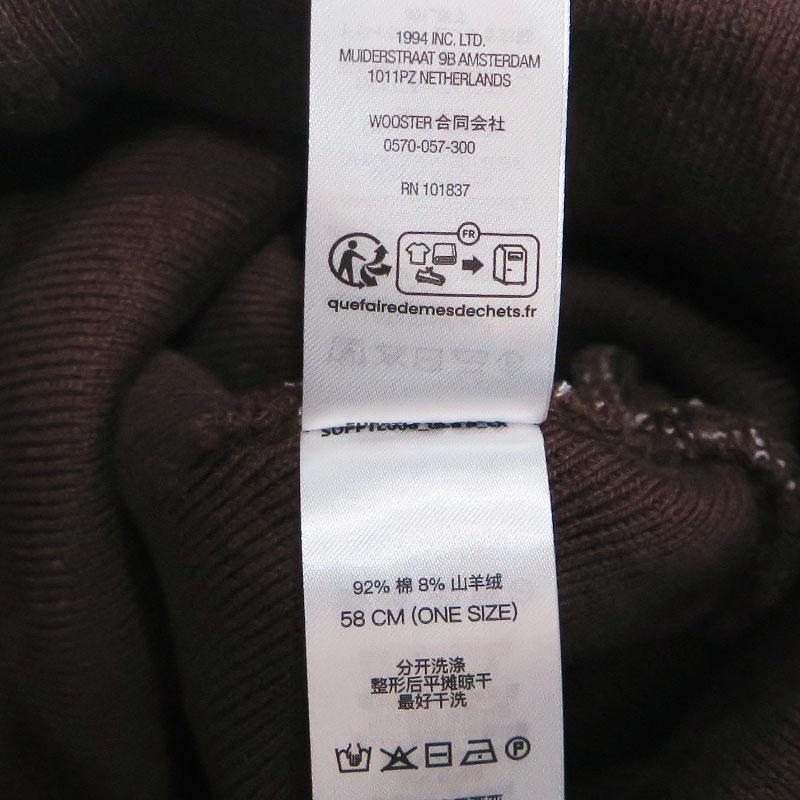 1994 INC. LTD.
MUIDERSTRAAT 9B AMSTERDAM
1011PZ NETHERLANDS
WOOSTER 合同会社
0570-057-300
RN 101837
FR
quefairedemesdechets.fr
92% 棉 8% 山羊绒
58 CM (ONE SIZE)
分开洗涤
整形后平摊晾干
最好干洗
P